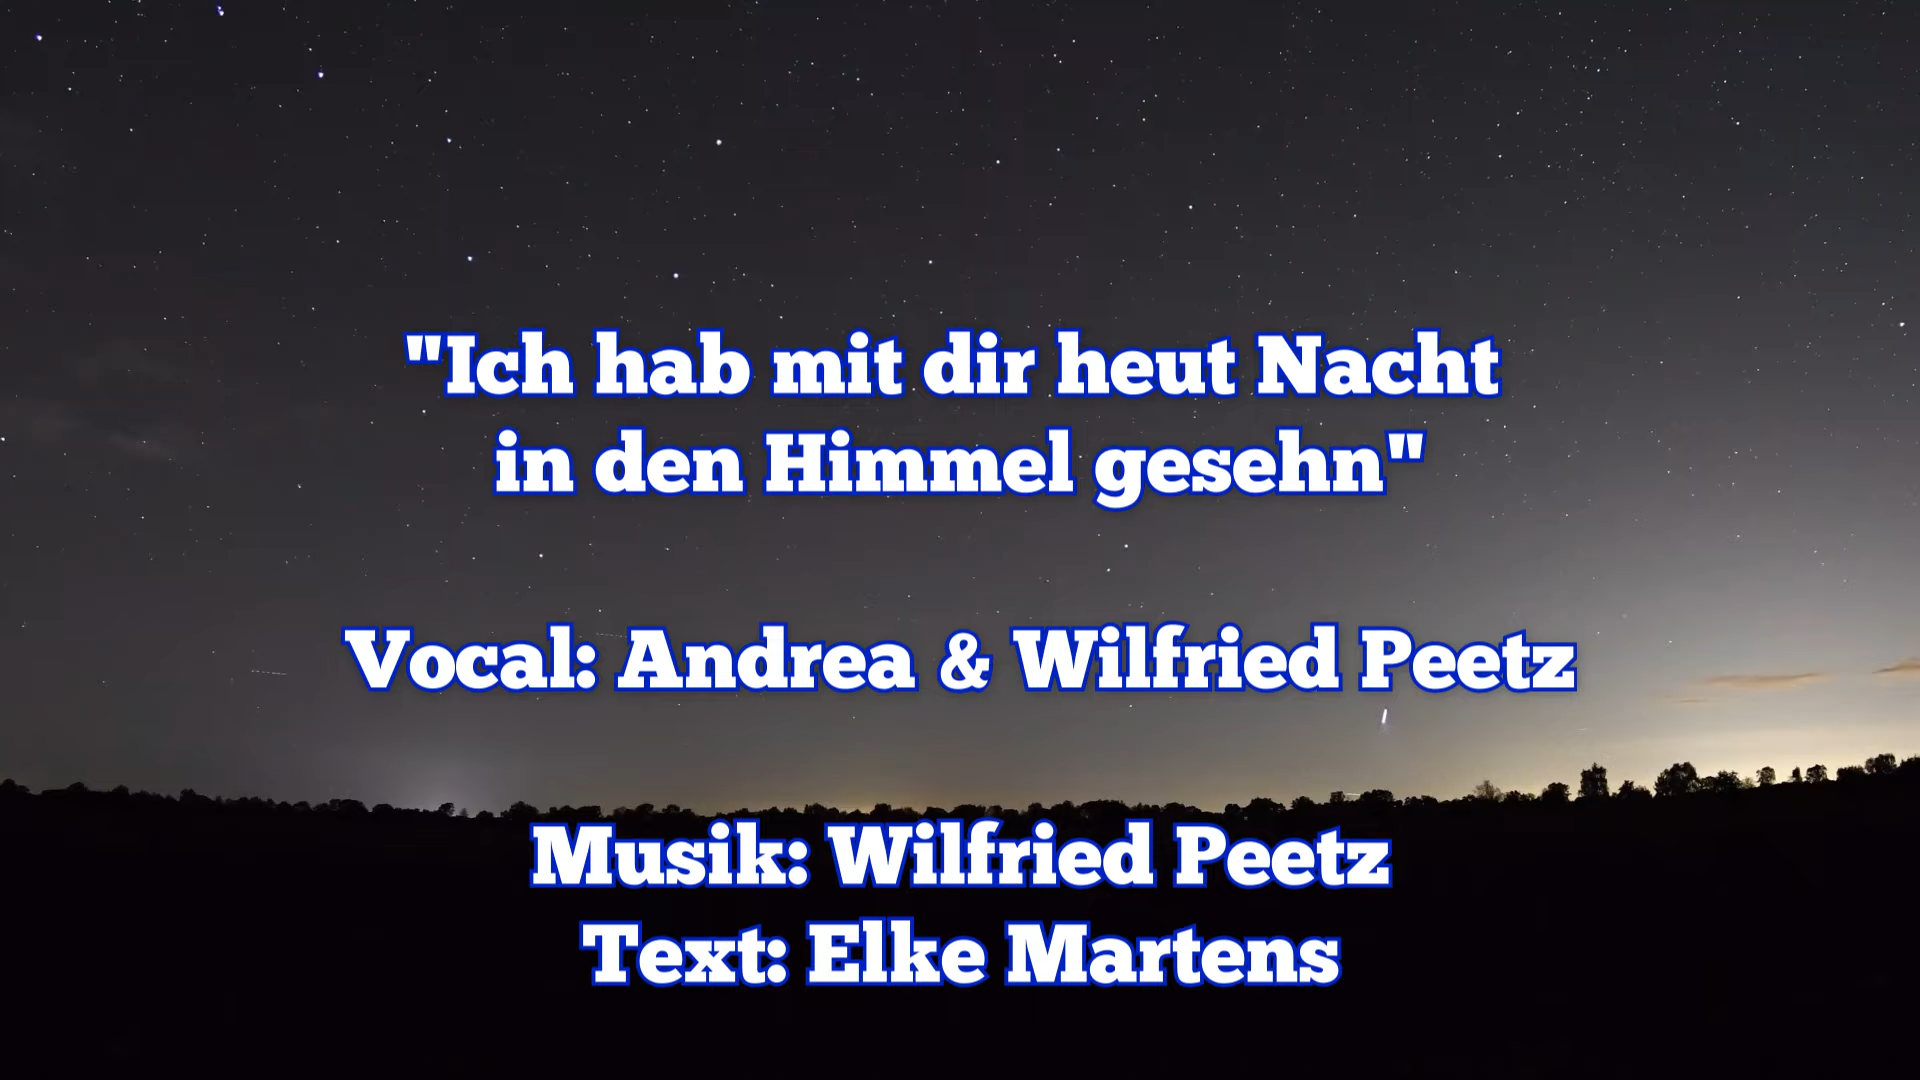 "Ich hab mit dir heut Nacht
in den Himmel gesehn"
Vocal: Andrea & Wilfried Peetz
Musik: Wilfried Peetz
Text: Elke Martens